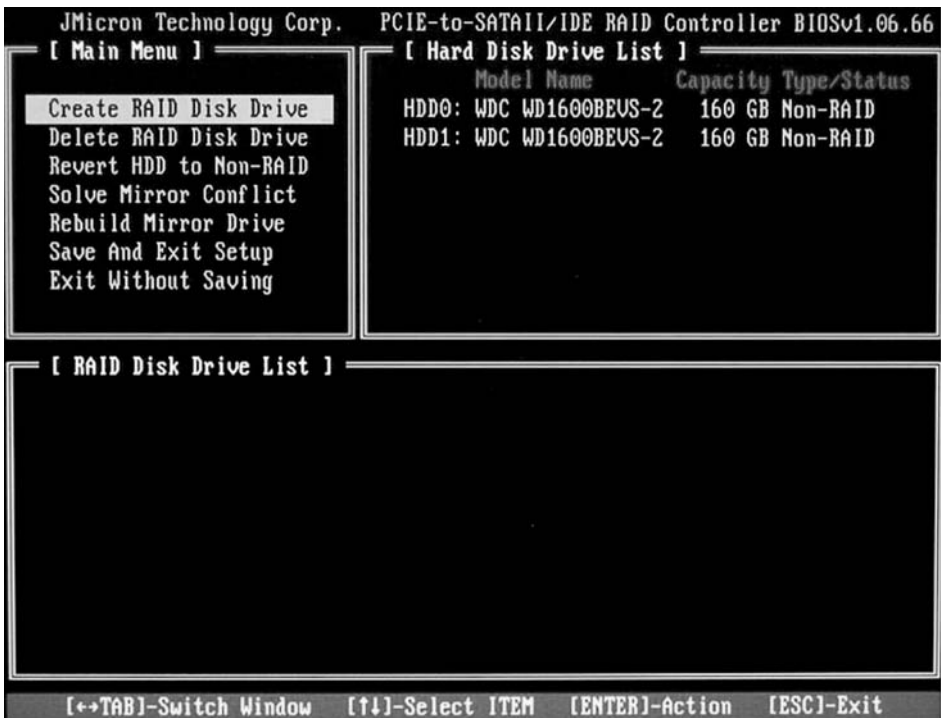 JMicron Technology Corp. PCIE-to-SATAII/IDE RAID Controller BIOSv1.06.66
[ Main Menu ]
Create RAID Disk Drive
Delete RAID Disk Drive
Revert HDD to Non-RAID
Solve Mirror Conflict
Rebuild Mirror Drive
Save And Exit Setup
Exit Without Saving
[ Hard Disk Drive List ]
Model Name Capacity Type/Status
HDD0: WDC WD1600BEVS-2 160 GB Non-RAID
HDD1: WDC WD1600BEVS-2 160 GB Non-RAID
[ RAID Disk Drive List ]
[↔TAB]-Switch Window [↑↓]-Select ITEM [ENTER]-Action [ESC]-Exit